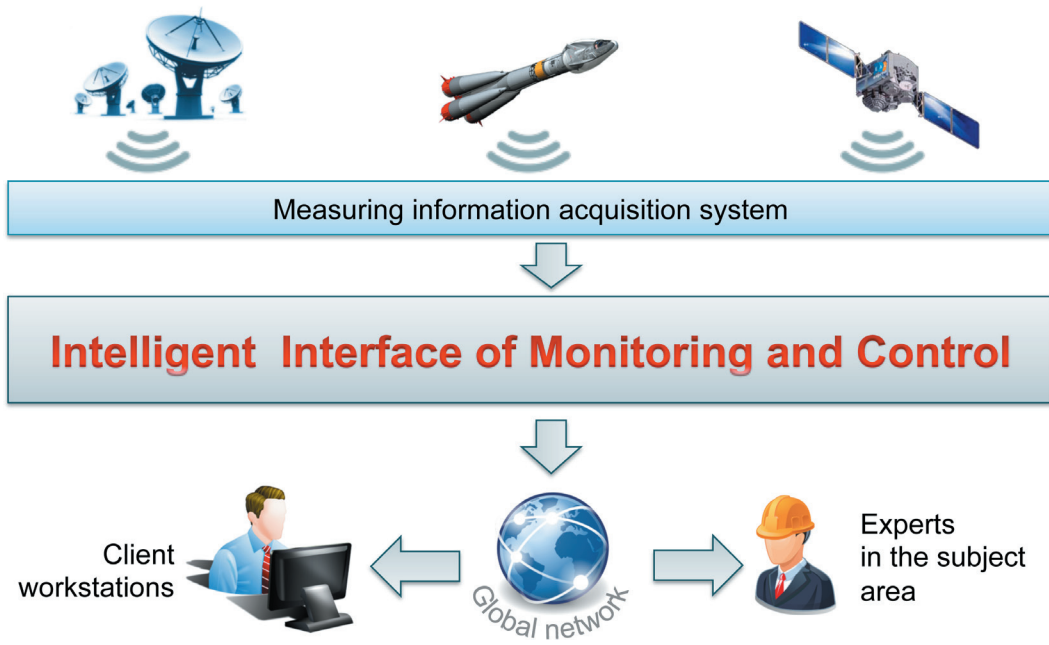 Measuring information acquisition system
Intelligent Interface of Monitoring and Control
Client
workstations
Global network
Experts
in the subject
area